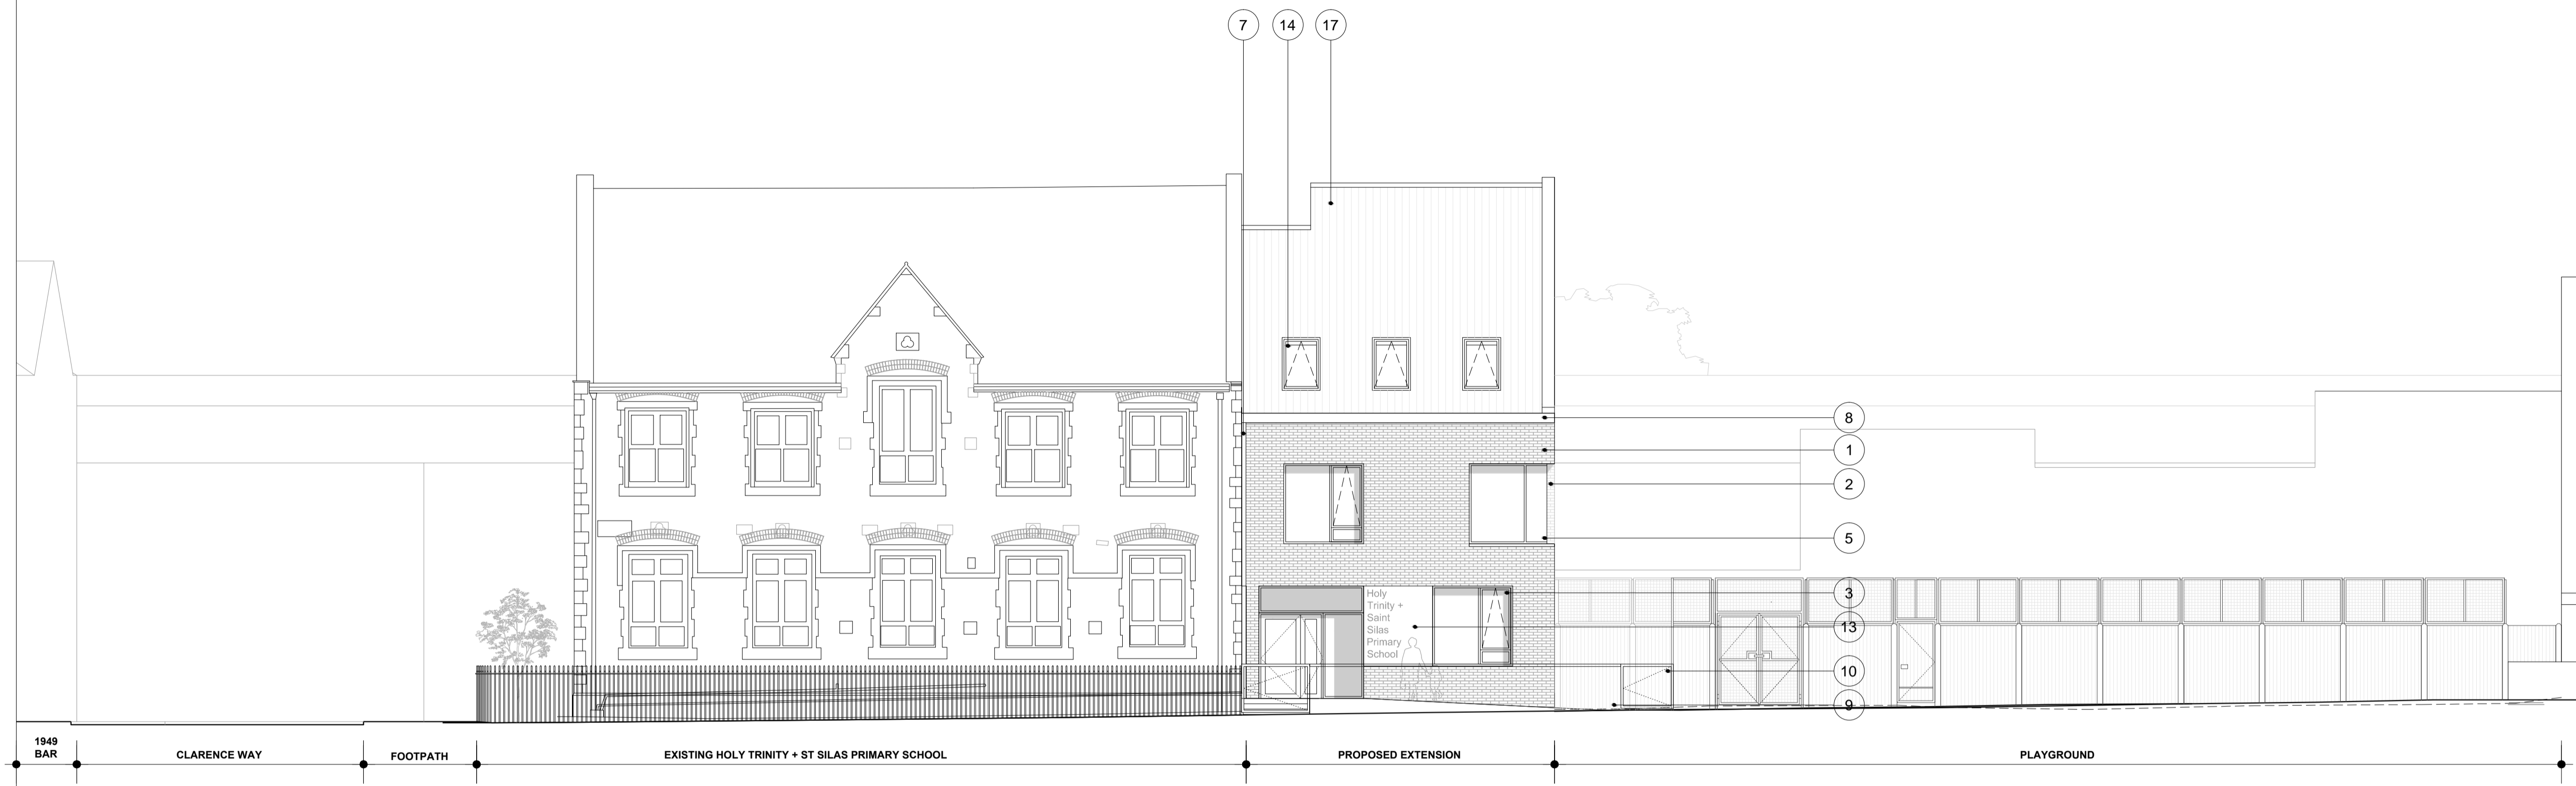 7
14
17
8
1
2
5
3
13
10
9
Holy
Trinity +
Saint
Silas
Primary
School
1949
BAR
CLARENCE WAY
FOOTPATH
EXISTING HOLY TRINITY + ST SILAS PRIMARY SCHOOL
PROPOSED EXTENSION
PLAYGROUND